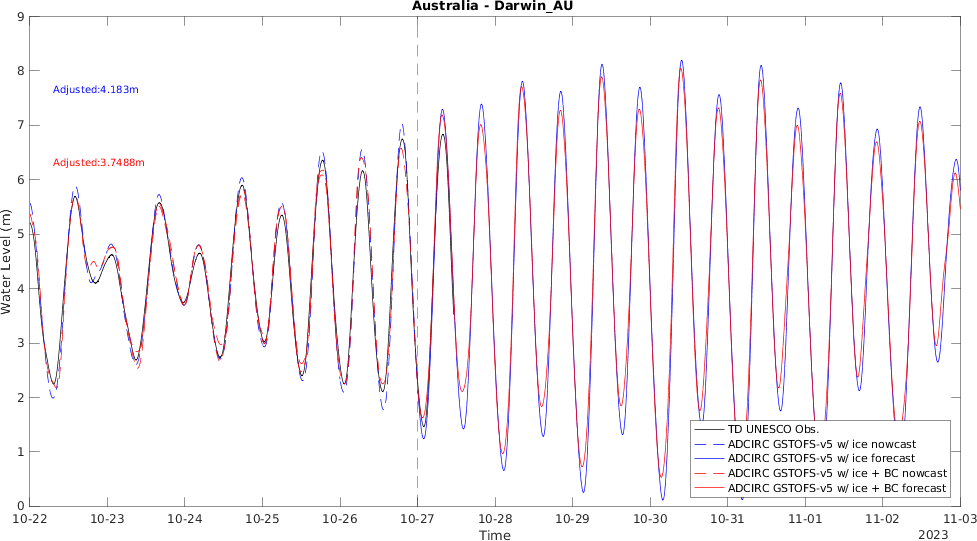 Australia - Darwin_AU
9
8
7
6
5
4
3
2
1
0
Water Level (m)
Adjusted:4.183m
Adjusted:3.7488m
TD UNESCO Obs.
ADCIRC GSTOFS-v5 w/ ice nowcast
ADCIRC GSTOFS-v5 w/ ice forecast
ADCIRC GSTOFS-v5 w/ ice + BC nowcast
ADCIRC GSTOFS-v5 w/ ice + BC forecast
10-22 10-23 10-24 10-25 10-26 10-27 10-28 10-29 10-30 10-31 11-01 11-02 11-03
Time
2023